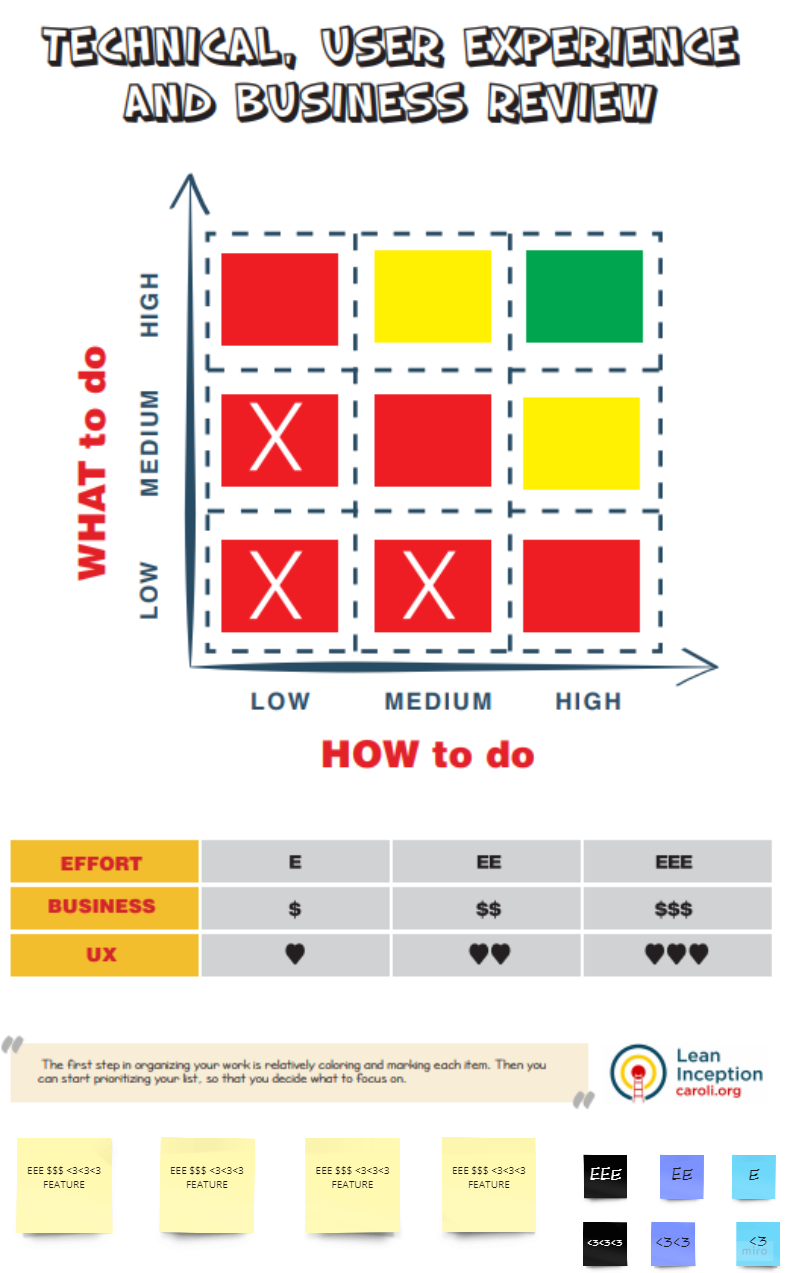 TECHNICAL, USER EXPERIENCE
AND BUSINESS REVIEW
WHAT to do
HIGH
MEDIUM
LOW
X
X
X
LOW MEDIUM HIGH
HOW to do
EFFORT E EE EEE
BUSINESS $ $$ $$$
UX ♥ ♥♥ ♥♥♥
"
The first step in organizing your work is relatively coloring and marking each item. Then you
can start prioritizing your list, so that you decide what to focus on.
"
Lean
Inception
caroli.org
EEE $$$ <3<3<3
FEATURE
EEE $$$ <3<3<3
FEATURE
EEE $$$ <3<3<3
FEATURE
EEE $$$ <3<3<3
FEATURE
EEE Ee E
<3<3<3 <3<3 <3
miro